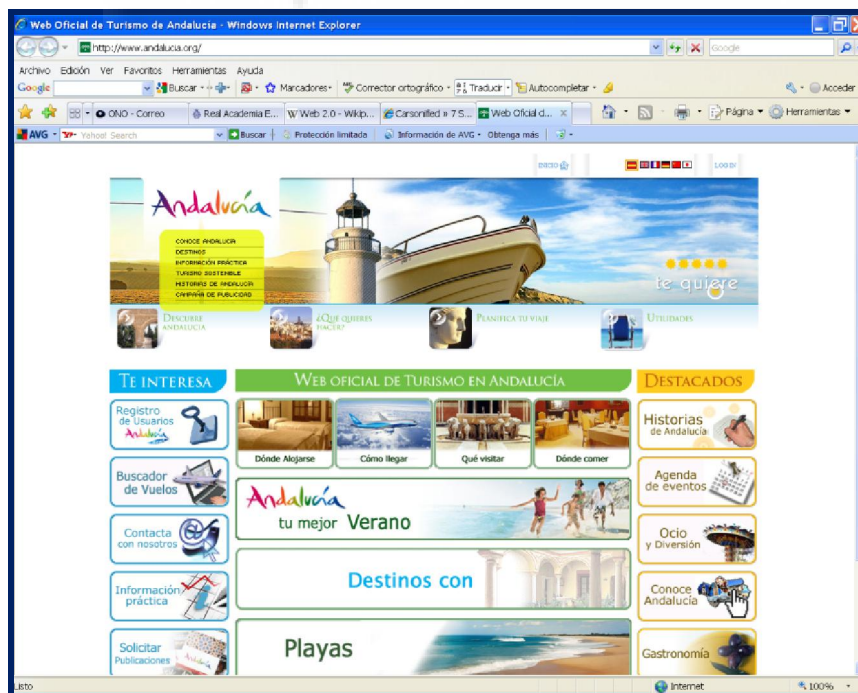 Web Oficial de Turismo de Andalucia - Windows Internet Explorer
http://www.andalucia.org/
Google
Archivo Edición Ver Favoritos Herramientas Ayuda
Google Buscar Marcadores Corrector ortográfico Traducir Autocompletar Acceder
ONO - Correo Real Academia E... Web 2.0 - Wikip... Carsonified » 7 S... Web Oficial d... Página Herramientas
AVG Yahoo! Search Buscar Protección limitada Información de AVG Obtenga más
INICIO
Andalucía
CONOCE ANDALUCIA
DESTINOS
INFORMACIÓN PRÁCTICA
TURISMO SOSTENIBLE
HISTORIAS DE ANDALUCÍA
CAMPAÑA DE PUBLICIDAD
te quiere
DESCUBRE
ANDALUCÍA
¿QUE QUIERES
HACER?
PLANIFICA TU VIAJE
UTILIDADES
TE INTERESA
WEB OFICIAL DE TURISMO EN ANDALUCÍA
DESTACADOS
Registro
de Usuarios
Andalucía
Buscador
de Vuelos
Contacta
con nosotros
Información
práctica
Solicitar
Publicaciones
Dónde Alojarse Cómo llegar Qué visitar Dónde comer
Andalucía
tu mejor Verano
Destinos con
Playas
Historias
de Andalucía
Agenda
de eventos
Ocio
y Diversión
Conoce
Andalucía
Gastronomía
Listo Internet 100%